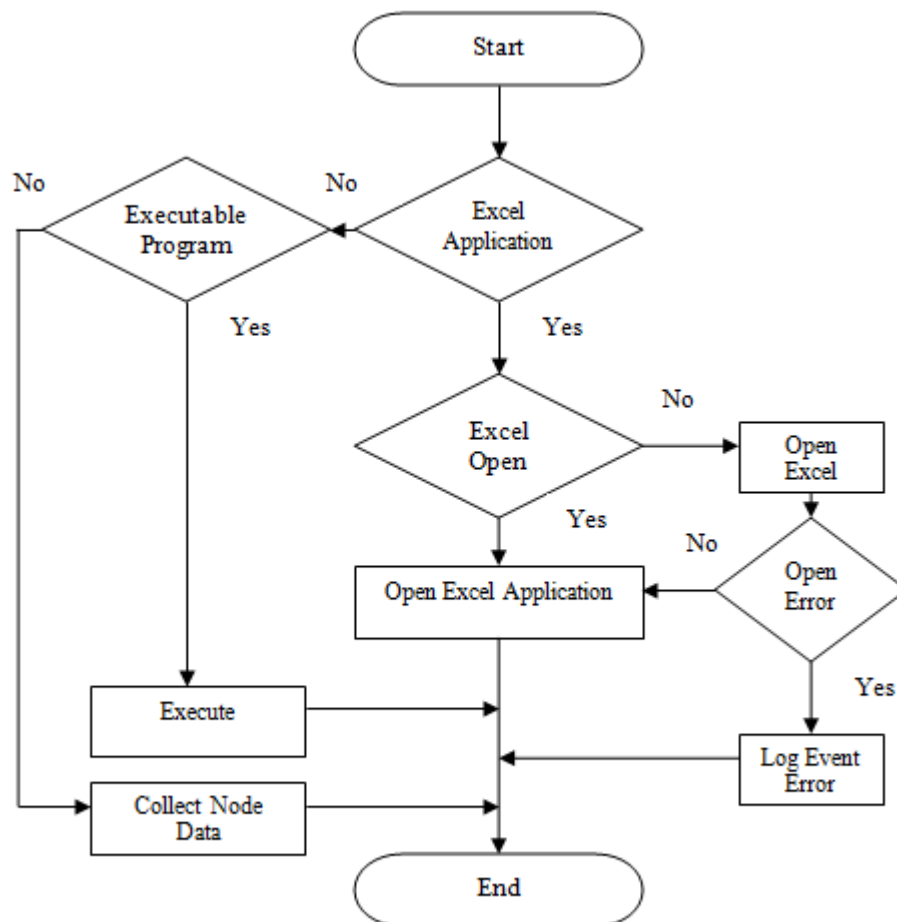 Start
No
No
Executable
Program
Excel
Application
Yes
Yes
No
Excel
Open
Open
Excel
Yes
No
Open Excel Application
Open
Error
Yes
Execute
Log Event
Error
Collect Node
Data
End